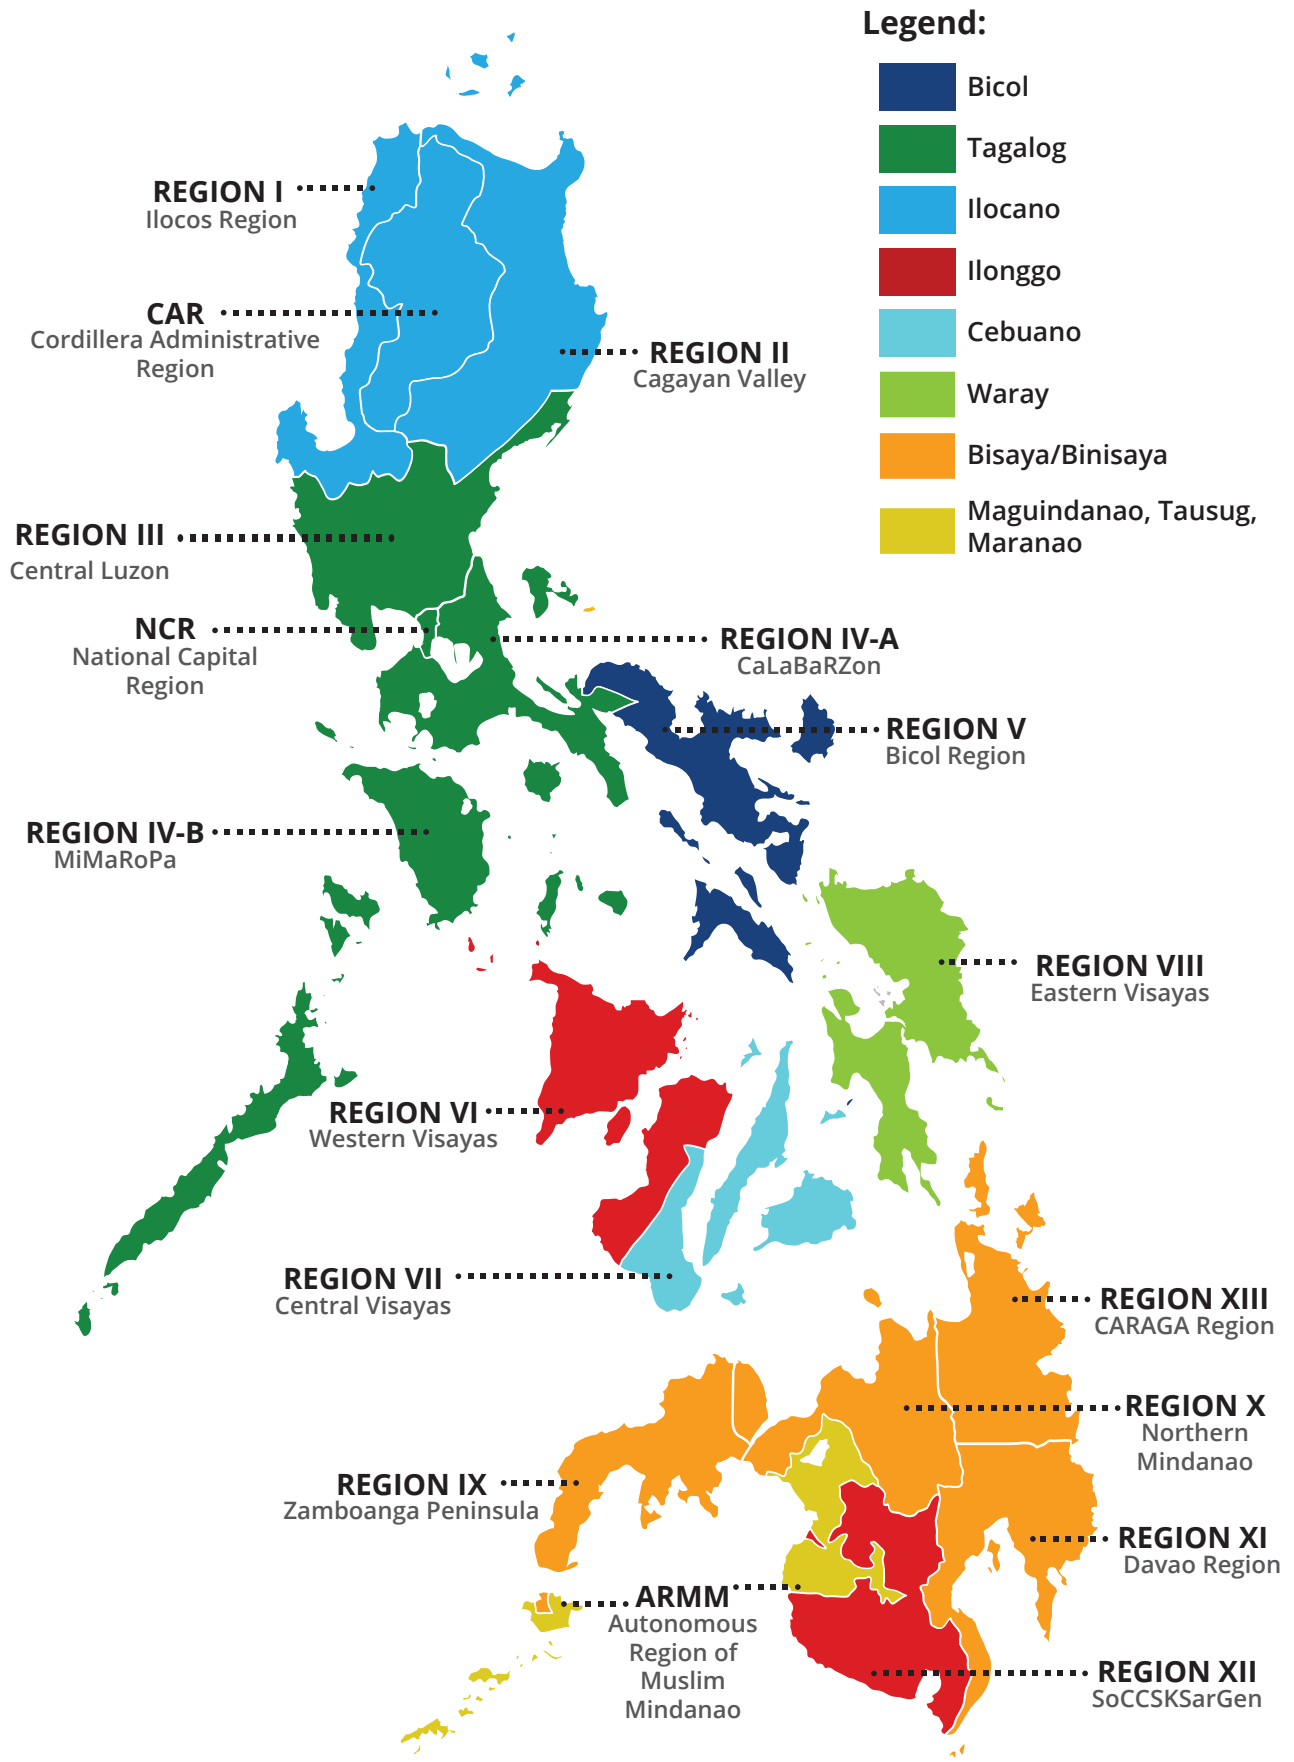 Legend:
Bicol
Tagalog
Ilocano
Ilonggo
Cebuano
Waray
Bisaya/Binisaya
Maguindanao, Tausug,
Maranao
REGION I
Ilocos Region
CAR
Cordillera Administrative
Region
REGION II
Cagayan Valley
REGION III
Central Luzon
NCR
National Capital
Region
REGION IV-A
CaLaBaRZon
REGION V
Bicol Region
REGION IV-B
MiMaRoPa
REGION VIII
Eastern Visayas
REGION VI
Western Visayas
REGION VII
Central Visayas
REGION XIII
CARAGA Region
REGION X
Northern
Mindanao
REGION IX
Zamboanga Peninsula
REGION XI
Davao Region
ARMM
Autonomous
Region of
Muslim
Mindanao
REGION XII
SoCCSKSarGen